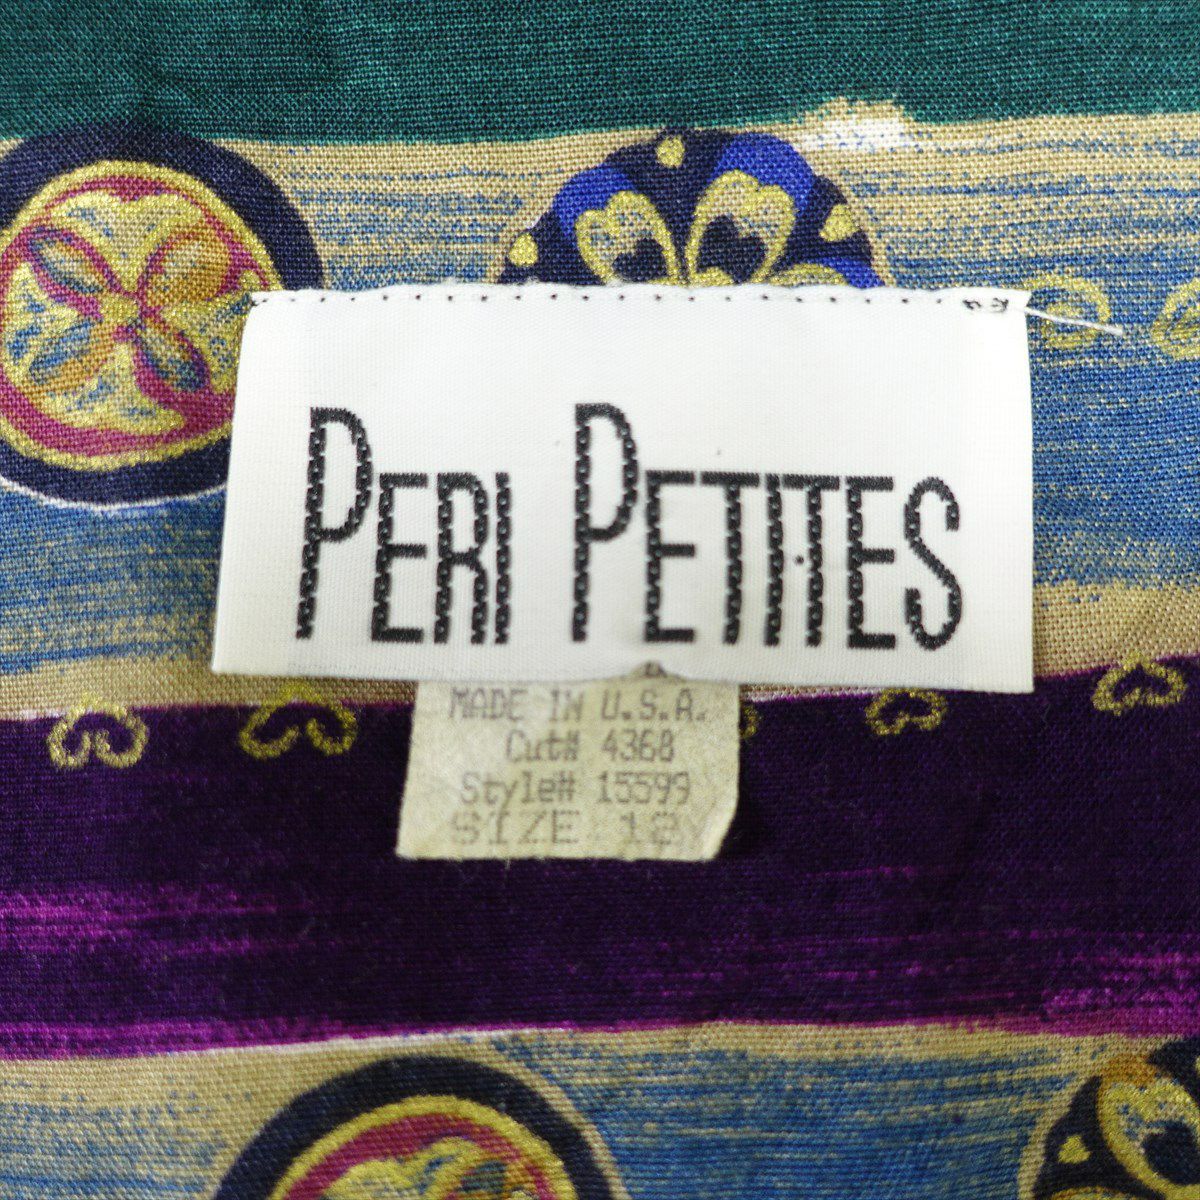 PERI PETITES
MADE IN U.S.A.
Cut# 4368
Style# 15599
SIZE 12